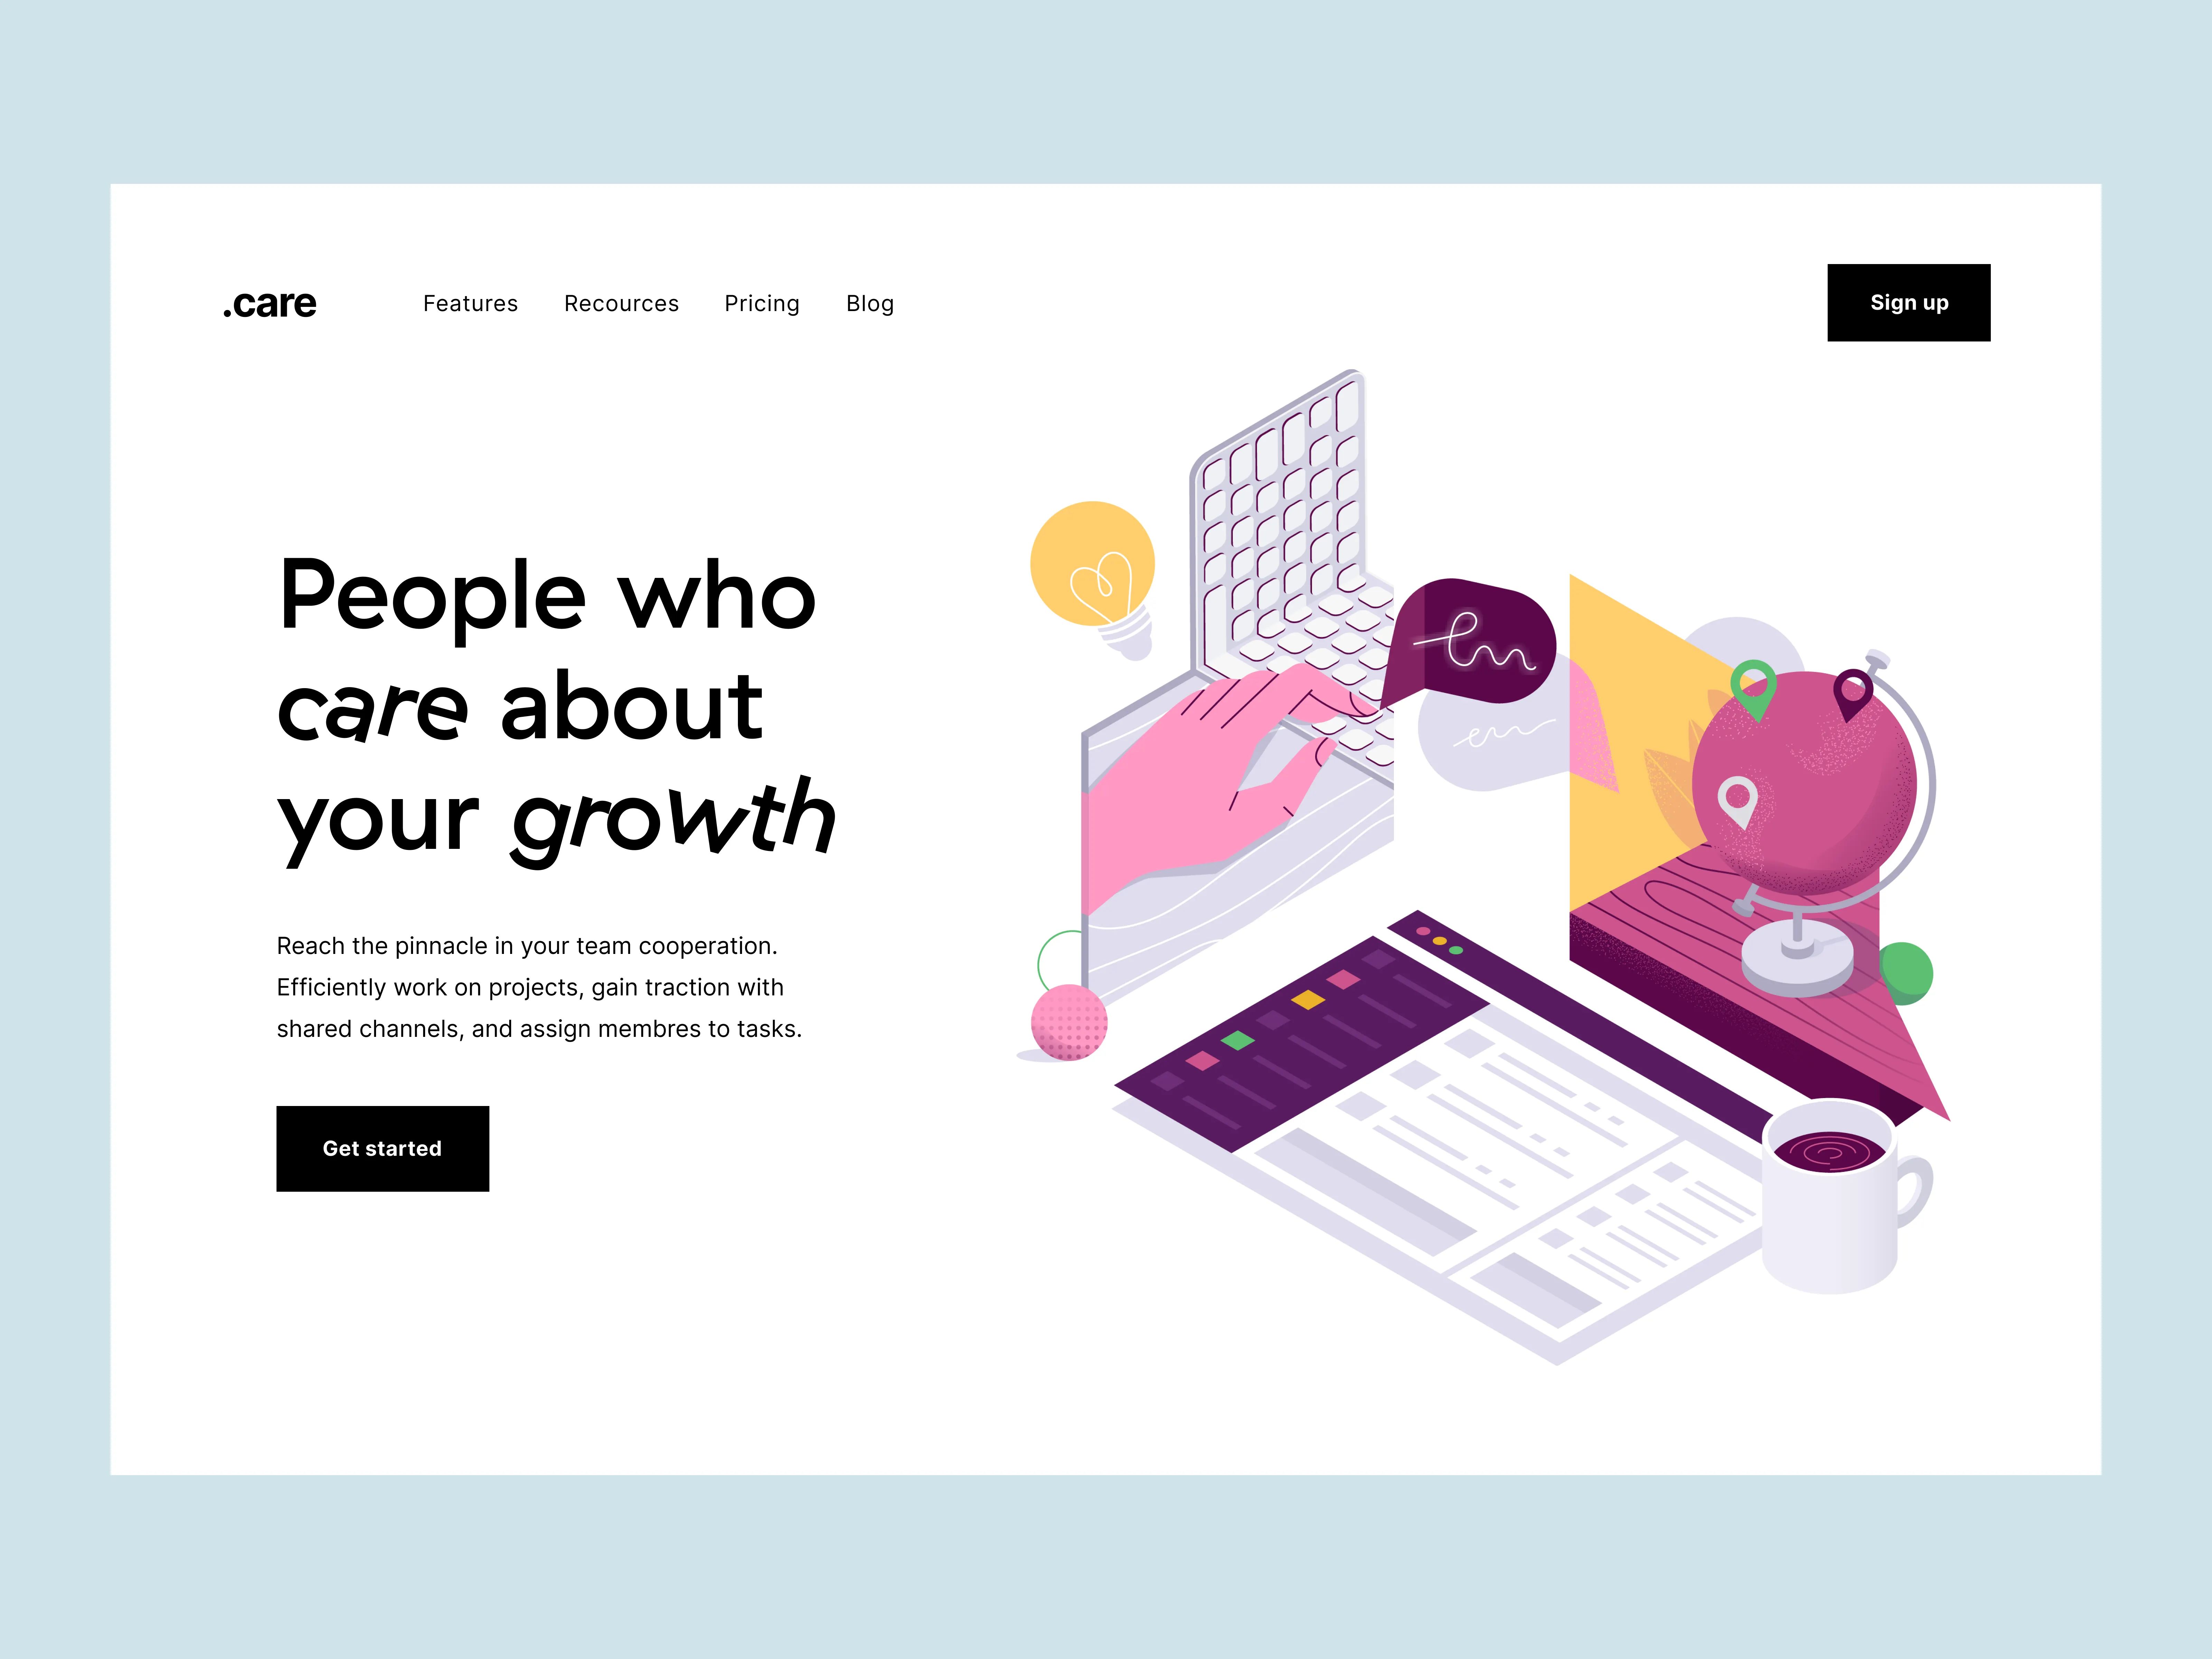 .care
Features
Recources
Pricing
Blog
Sign up
People who
care about
your growth
Reach the pinnacle in your team cooperation.
Efficiently work on projects, gain traction with
shared channels, and assign membres to tasks.
Get started